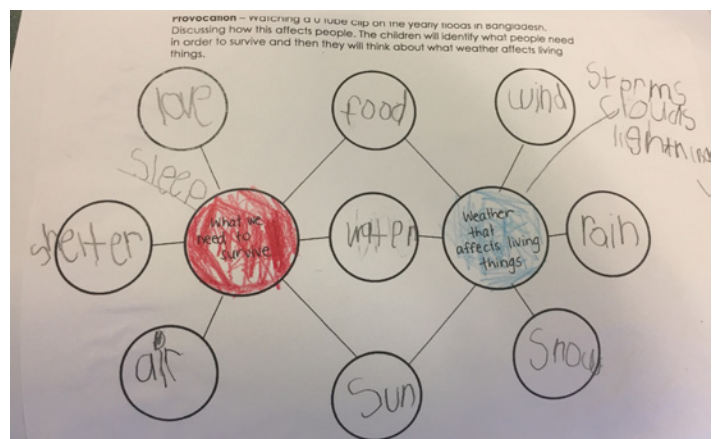 Provocation – Watching a U tube clip on the yearly floods in Bangladesh.
Discussing how this affects people. The children will identify what people need
in order to survive and then they will think about what weather affects living
things.
love
food
wind
storms
clouds
lightning
sleep
shelter
What we
need to
survive
water
Weather
that
affects living
things
rain
air
Sun
Snow